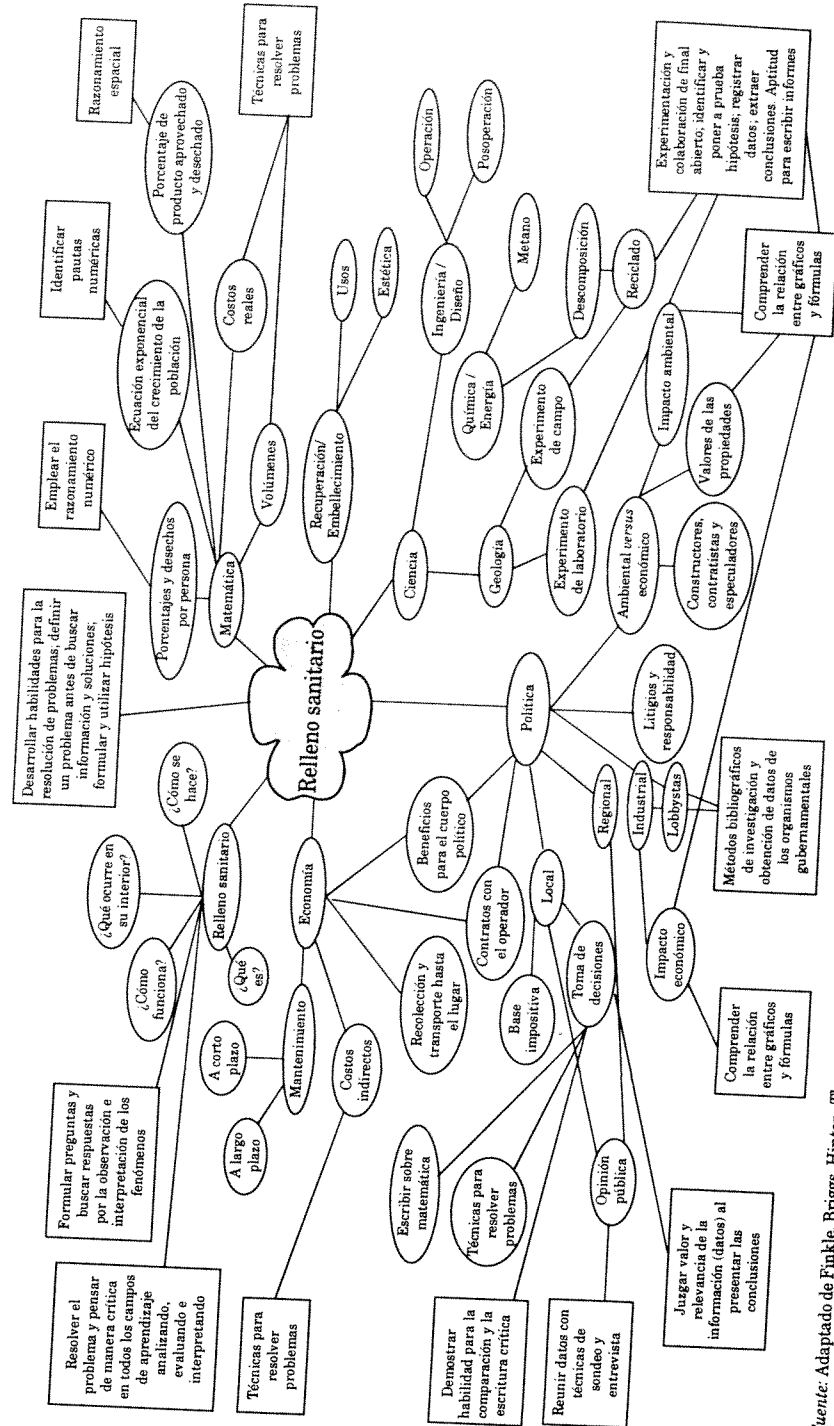 Resolver el
problema y pensar
de manera crítica
en todos los campos
de aprendizaje
analizando,
evaluando e
interpretando
Formular preguntas y
buscar respuestas
por la observación e
interpretación de los
fenómenos
¿Cómo
funciona?
¿Qué ocurre en
su interior?
¿Cómo se
hace?
¿Qué
es?
Relleno sanitario
Desarrollar habilidades para la
resolución de problemas; definir
un problema antes de buscar
información y soluciones;
formular y utilizar hipótesis
Emplear el
razonamiento
numérico
Identificar
pautas
numéricas
Razonamiento
espacial
Porcentajes y desechos
por persona
Ecuación exponencial
del crecimiento de la
población
Porcentaje de
producto aprovechado
y desechado
Matemática
Costos
reales
Volúmenes
Técnicas para
resolver
problemas
Técnicas para
resolver
problemas
A largo
plazo
A corto
plazo
Mantenimiento
Costos
indirectos
Economía
Relleno sanitario
Recuperación/
Embellecimiento
Usos
Estética
Recolección y
transporte hasta
el lugar
Contratos con
el operador
Beneficios
para el cuerpo
político
Ciencia
Ingeniería /
Diseño
Operación
Posoperación
Geología
Química /
Energía
Metano
Descomposición
Experimento
de campo
Reciclado
Experimento
de laboratorio
Política
Escribir sobre
matemática
Técnicas para
resolver
problemas
Base
impositiva
Local
Toma de
decisiones
Regional
Industrial
Lobbystas
Litigios y
responsabilidad
Ambiental versus
económico
Constructores,
contratistas y
especuladores
Valores de las
propiedades
Impacto ambiental
Experimentación y
colaboración de final
abierto; identificar y
poner a prueba
hipótesis; registrar
datos; extraer
conclusiones. Aptitud
para escribir informes
Comprender
la relación
entre gráficos
y fórmulas
Demostrar
habilidad para la
comparación y la
escritura crítica
Reunir datos con
técnicas de
sondeo y
entrevista
Opinión
pública
Juzgar valor y
relevancia de la
información (datos) al
presentar las
conclusiones
Impacto
económico
Comprender
la relación
entre gráficos
y fórmulas
Métodos bibliográficos
de investigación y
obtención de datos de
los organismos
gubernamentales
Fuente: Adaptado de Finkle, Briggs, Hinton, Th